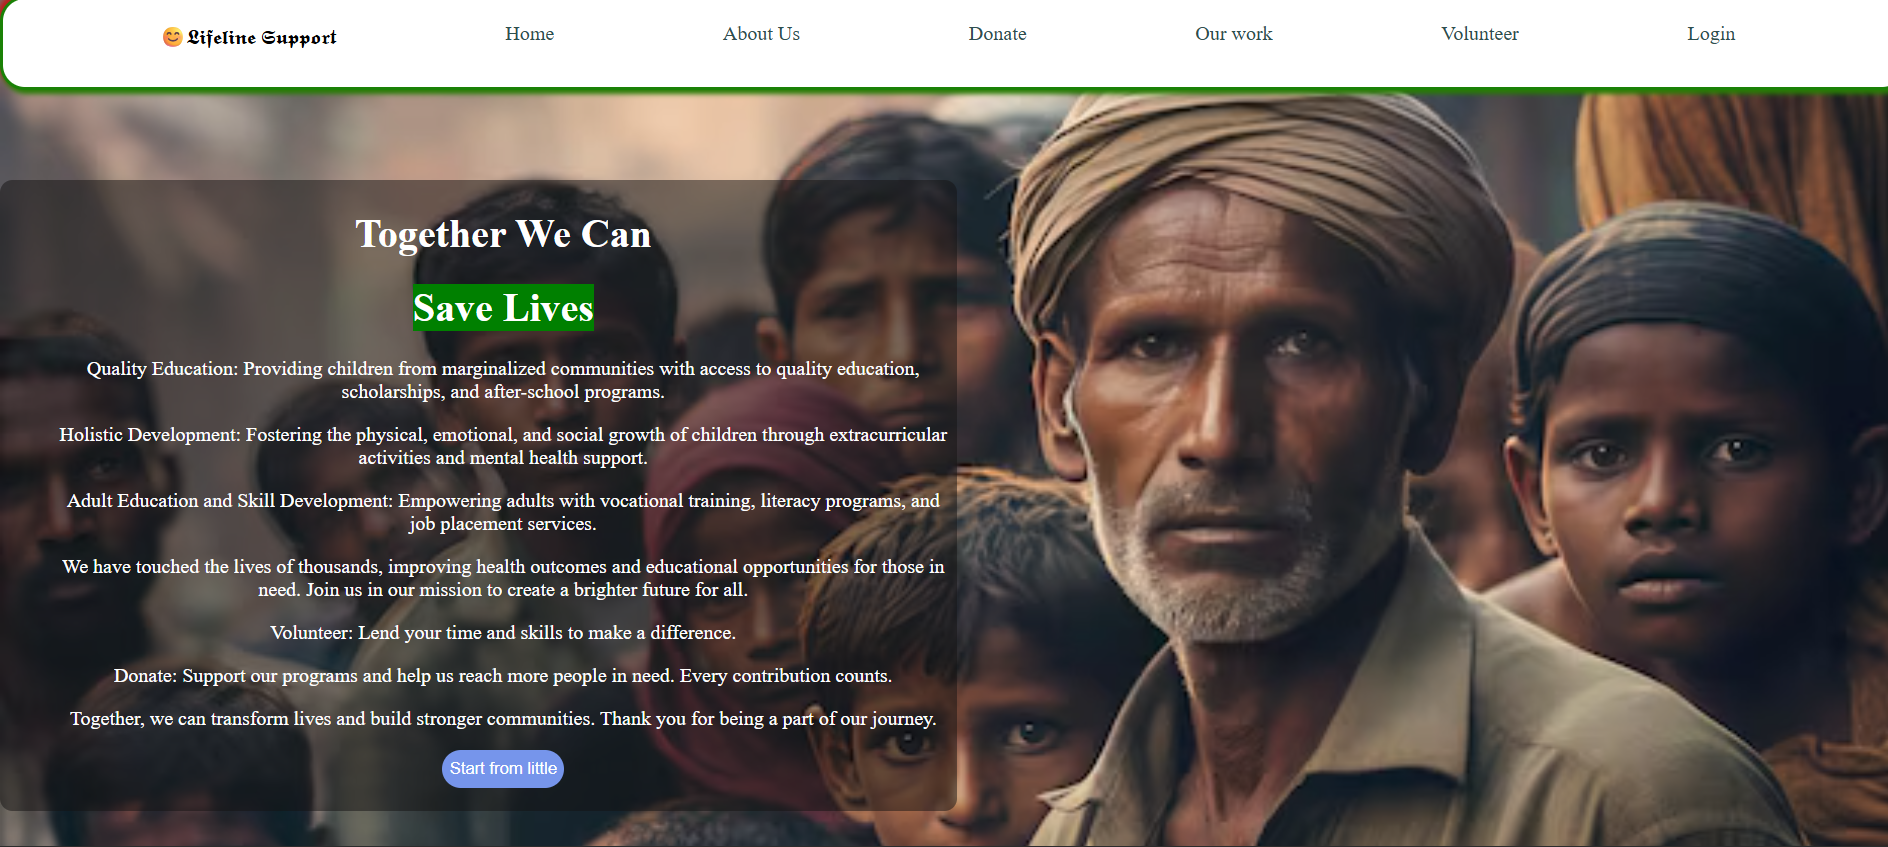 😊 Lifeline Support
Home
About Us
Donate
Our work
Volunteer
Login
Together We Can
Save Lives
Quality Education: Providing children from marginalized communities with access to quality education,
scholarships, and after-school programs.
Holistic Development: Fostering the physical, emotional, and social growth of children through extracurricular
activities and mental health support.
Adult Education and Skill Development: Empowering adults with vocational training, literacy programs, and
job placement services.
We have touched the lives of thousands, improving health outcomes and educational opportunities for those in
need. Join us in our mission to create a brighter future for all.
Volunteer: Lend your time and skills to make a difference.
Donate: Support our programs and help us reach more people in need. Every contribution counts.
Together, we can transform lives and build stronger communities. Thank you for being a part of our journey.
Start from little